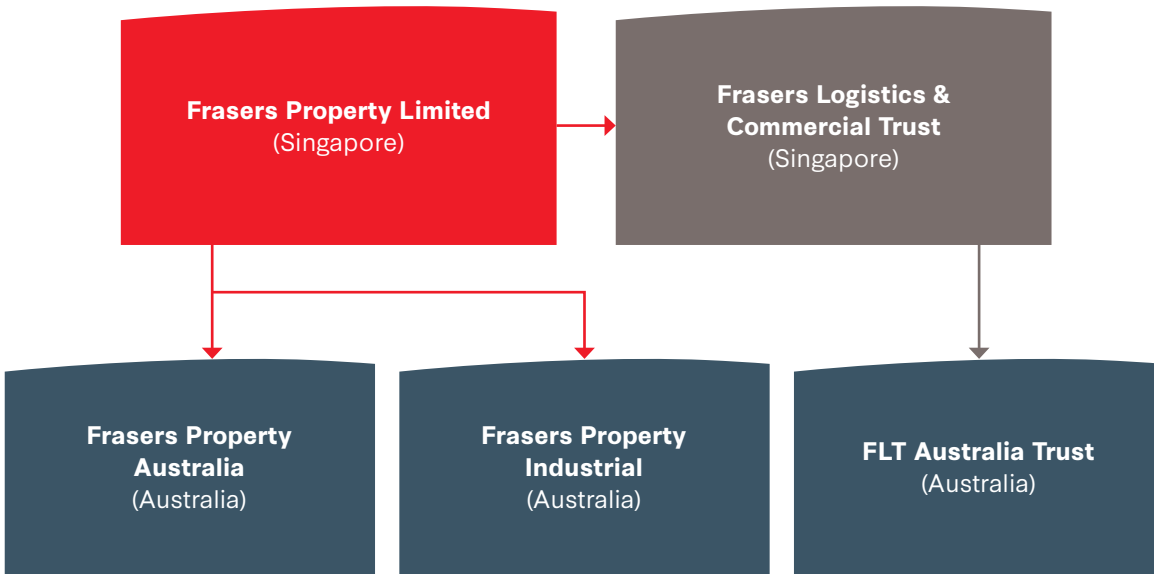 Frasers Property Limited
(Singapore)
Frasers Logistics &
Commercial Trust
(Singapore)
Frasers Property
Australia
(Australia)
Frasers Property
Industrial
(Australia)
FLT Australia Trust
(Australia)